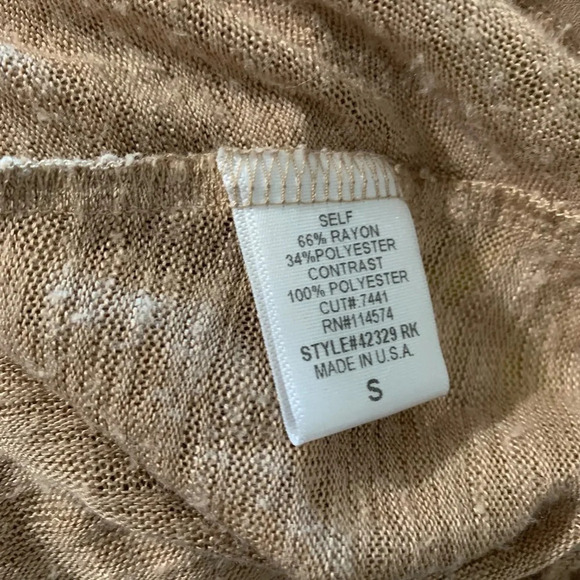 SELF
66% RAYON
34%POLYESTER
CONTRAST
100% POLYESTER
CUT#:7441
RN#114574
STYLE#42329 RK
MADE IN U.S.A.
S